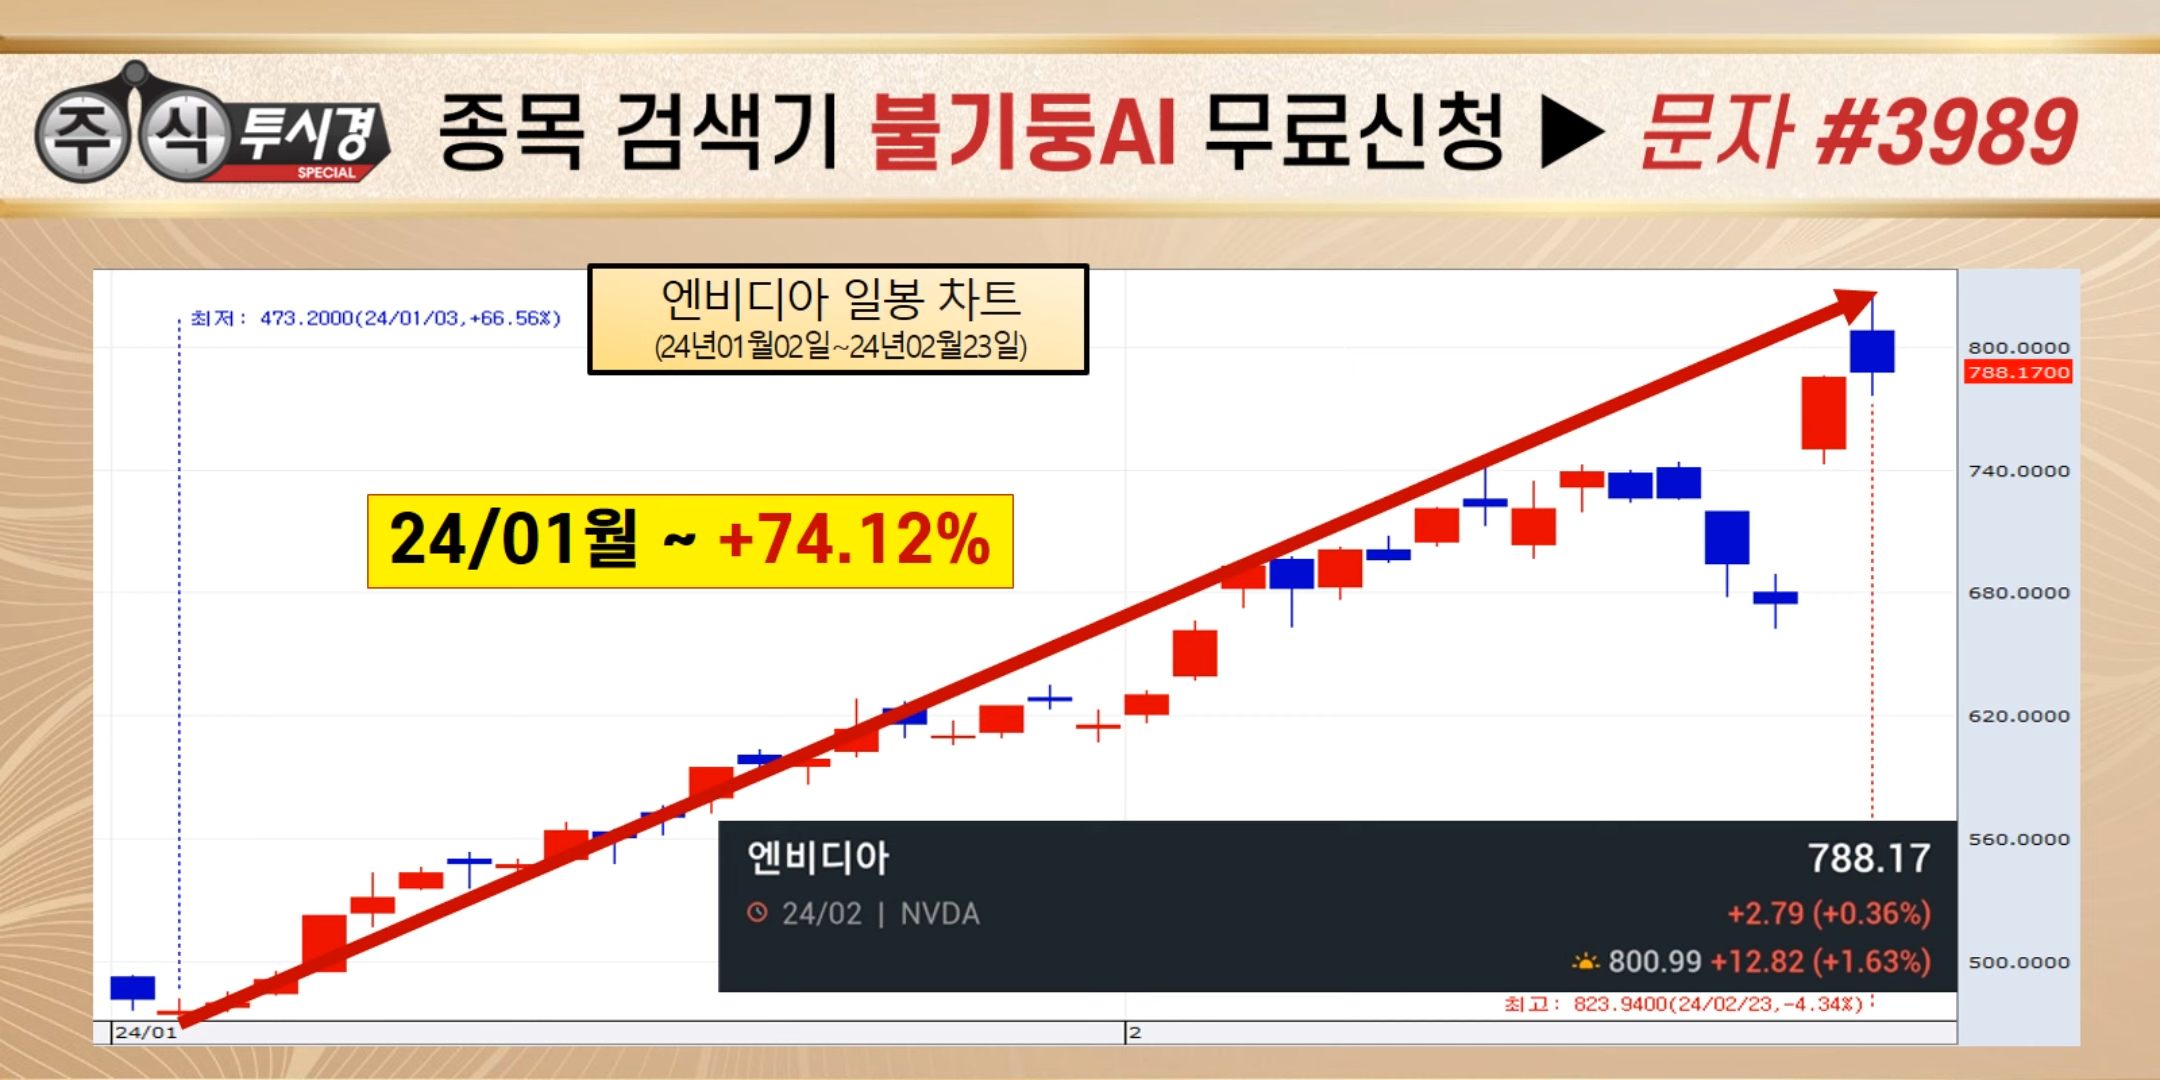 주식투시경
SPECIAL
종목 검색기 불기둥AI 무료신청 ▶ 문자 #3989
엔비디아 일봉 차트
(24년01월02일~24년02월23일)
최저: 473.2000(24/01/03,+66.56%)
24/01월 ~ +74.12%
800.0000
788.1700
740.0000
680.0000
620.0000
560.0000
500.0000
엔비디아 788.17
24/02 | NVDA +2.79 (+0.36%)
800.99 +12.82 (+1.63%)
최고: 823.9400(24/02/23,-4.34%)
24/01 2